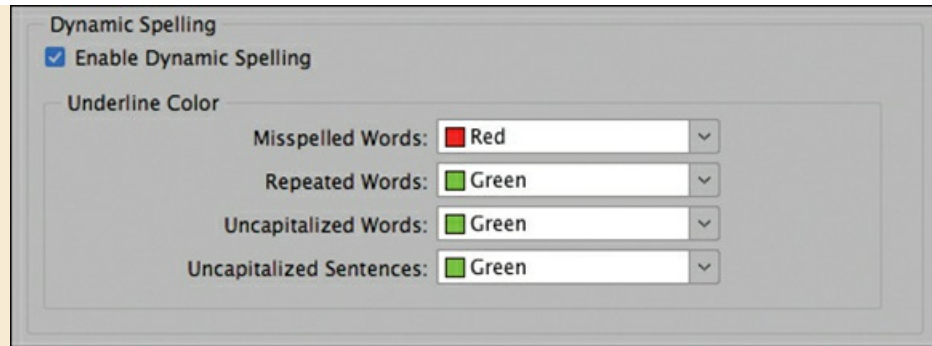 Dynamic Spelling
Enable Dynamic Spelling
Underline Color
Misspelled Words: Red
Repeated Words: Green
Uncapitalized Words: Green
Uncapitalized Sentences: Green